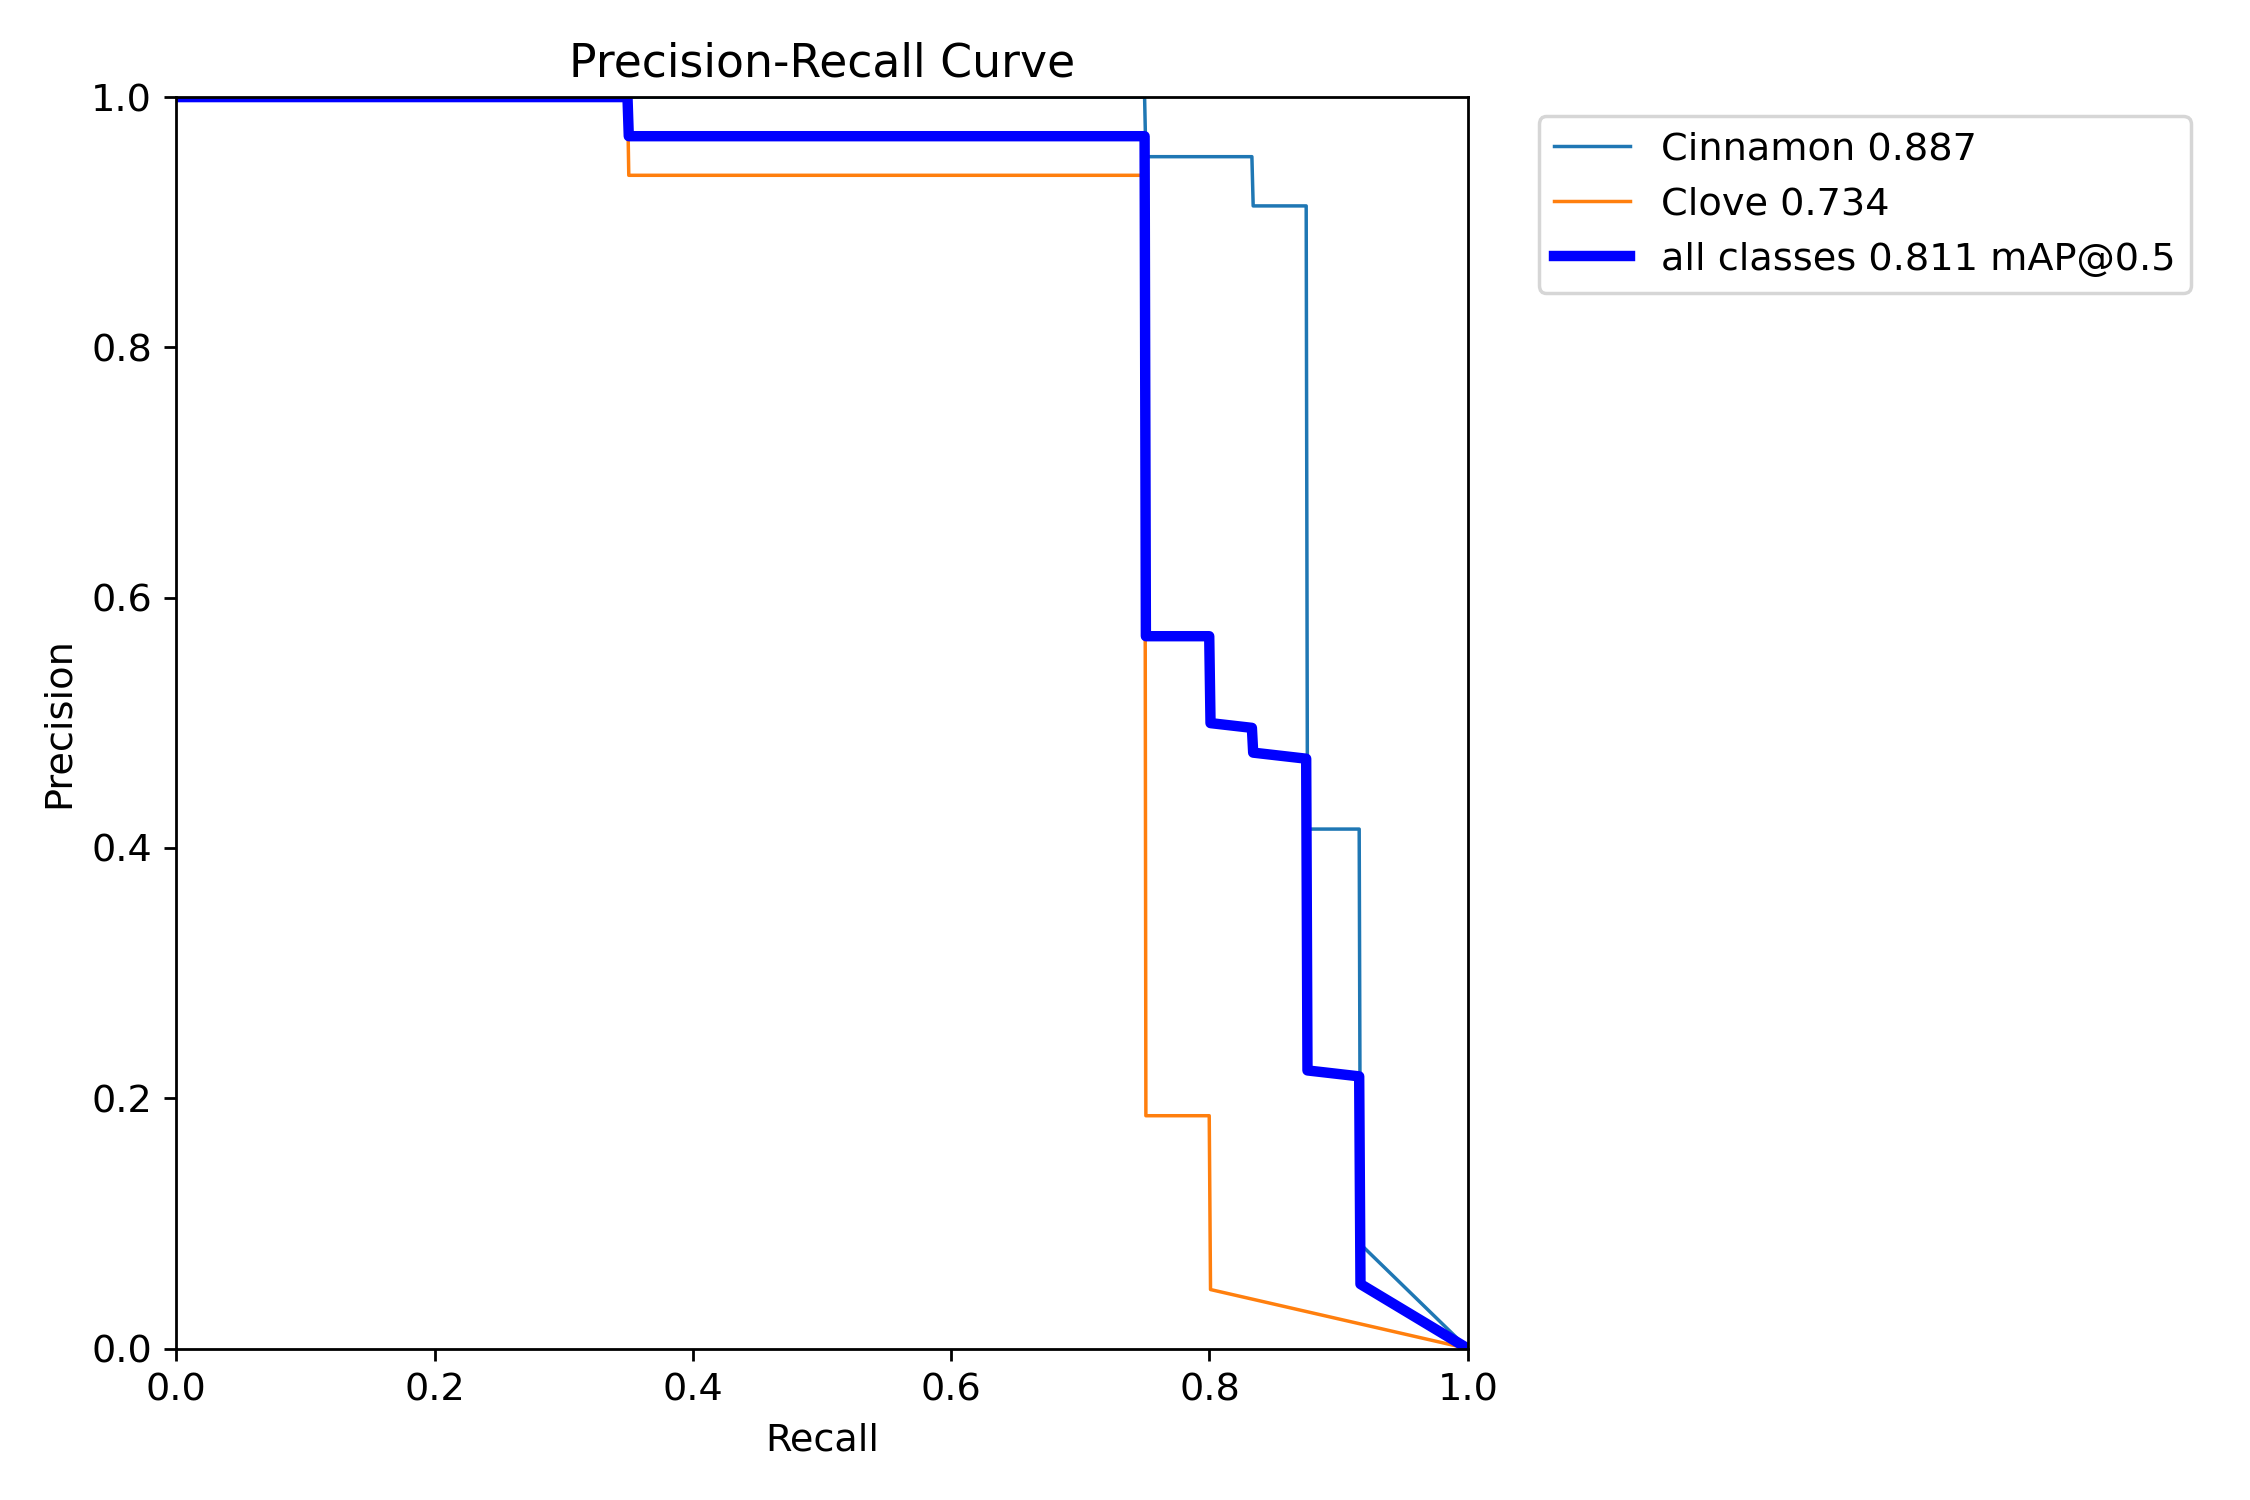 Precision-Recall Curve
Cinnamon 0.887
Clove 0.734
all classes 0.811 mAP@0.5
Precision
1.0
0.8
0.6
0.4
0.2
0.0
0.0 0.2 0.4 0.6 0.8 1.0
Recall